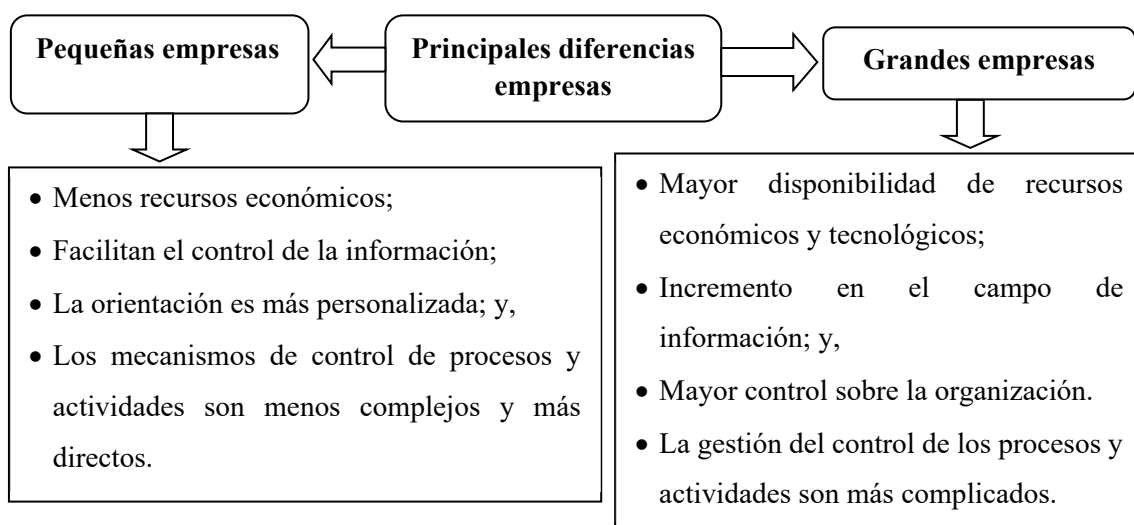 Pequeñas empresas
Principales diferencias
empresas
Grandes empresas
• Menos recursos económicos;
• Facilitan el control de la información;
• La orientación es más personalizada; y,
• Los mecanismos de control de procesos y
actividades son menos complejos y más
directos.
• Mayor disponibilidad de recursos
económicos y tecnológicos;
• Incremento en el campo de
información; y,
• Mayor control sobre la organización.
• La gestión del control de los procesos y
actividades son más complicados.